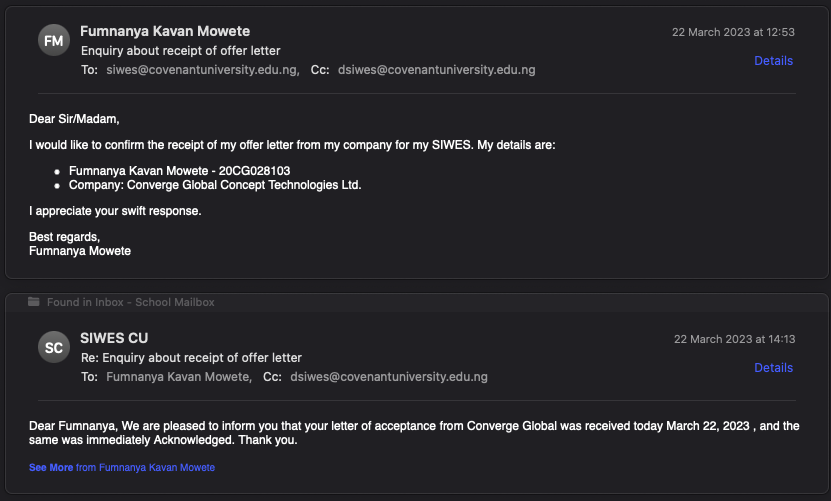 FM
Fumnanya Kavan Mowete
22 March 2023 at 12:53
Enquiry about receipt of offer letter
To: siwes@covenantuniversity.edu.ng, Cc: dsiwes@covenantuniversity.edu.ng
Details
Dear Sir/Madam,
I would like to confirm the receipt of my offer letter from my company for my SIWES. My details are:
• Fumnanya Kavan Mowete - 20CG028103
• Company: Converge Global Concept Technologies Ltd.
I appreciate your swift response.
Best regards,
Fumnanya Mowete
Found in Inbox - School Mailbox
SC
SIWES CU
22 March 2023 at 14:13
Re: Enquiry about receipt of offer letter
To: Fumnanya Kavan Mowete, Cc: dsiwes@covenantuniversity.edu.ng
Details
Dear Fumnanya, We are pleased to inform you that your letter of acceptance from Converge Global was received today March 22, 2023 , and the
same was immediately Acknowledged. Thank you.
See More from Fumnanya Kavan Mowete